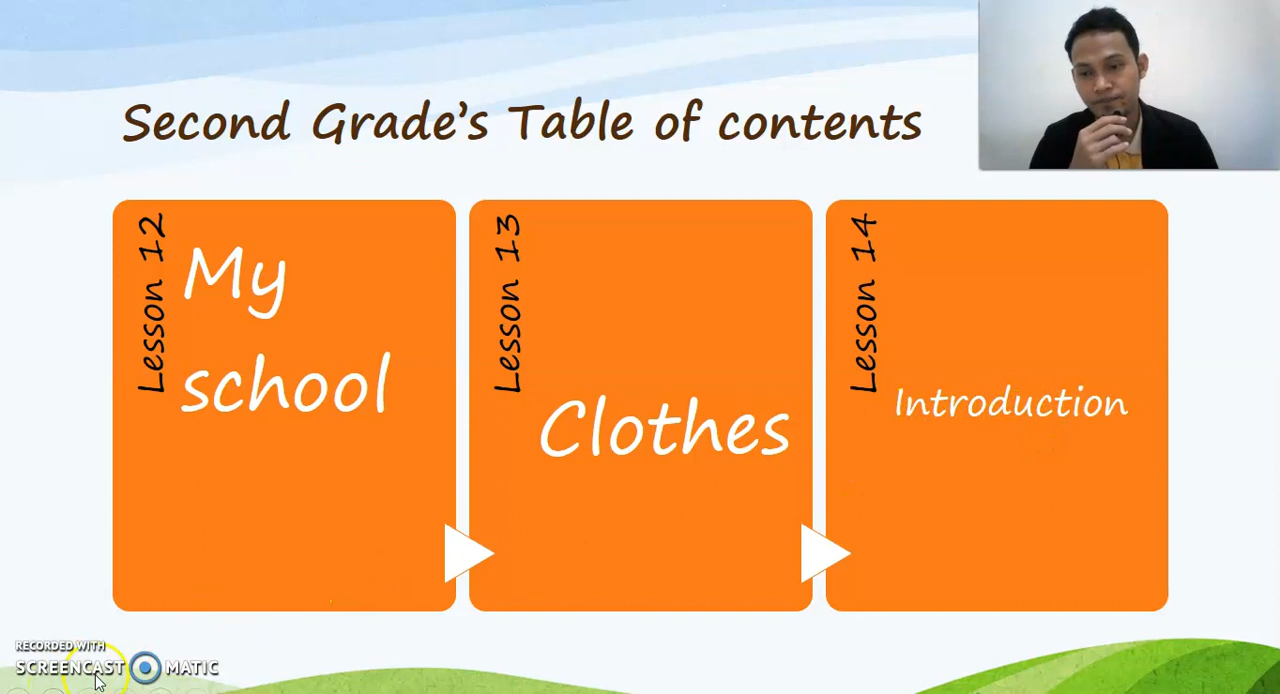 Second Grade's Table of contents
Lesson 12
My
school
Lesson 13
Clothes
Lesson 14
Introduction
RECORDED WITH
SCREENCAST MATIC